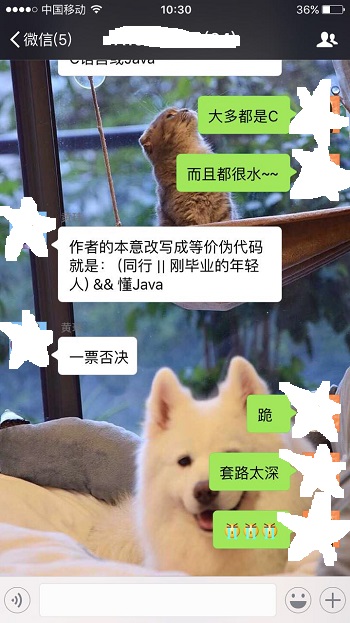 中国移动
10:30
36%
微信(5)
C语言或Java
大多都是C
而且都很水~~
作者的本意改写成等价伪代码
就是：(同行 || 刚毕业的年轻
人) && 懂Java
一票否决
跪
套路太深